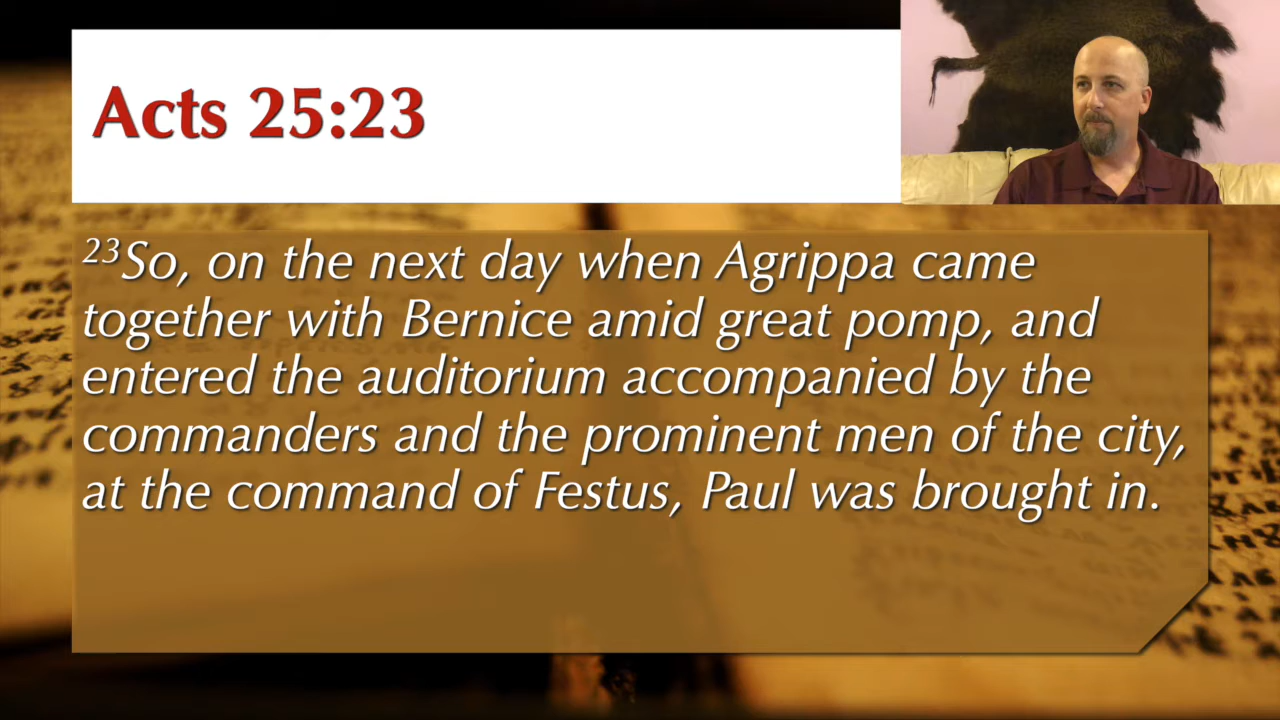 Acts 25:23
²³So, on the next day when Agrippa came
together with Bernice amid great pomp, and
entered the auditorium accompanied by the
commanders and the prominent men of the city,
at the command of Festus, Paul was brought in.